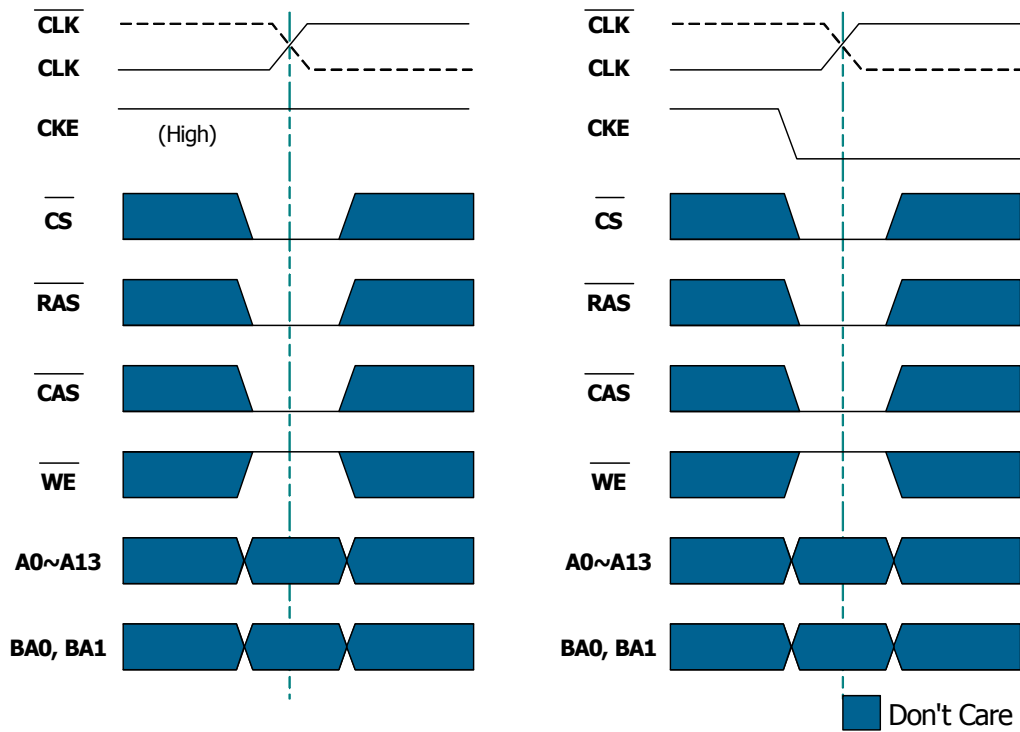 CLK
CLK
CKE
(High)
CS
RAS
CAS
WE
A0~A13
BA0, BA1
CLK
CLK
CKE
CS
RAS
CAS
WE
A0~A13
BA0, BA1
Don't Care